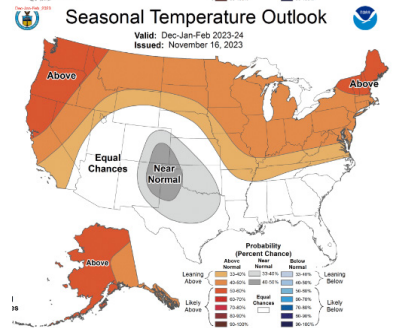 Dec-Jan-Feb, 2023
Seasonal Temperature Outlook
Valid: Dec-Jan-Feb 2023-24
Issued: November 16, 2023
Above
Above
Equal
Chances
Near
Normal
Above
Probability
(Percent Chance)
Above
Normal
Near
Normal
Below
Normal
Leaning
Above
Likely
Above
33-40%
40-50%
50-60%
60-70%
70-80%
80-90%
90-100%
33-40%
40-50%
Equal
Chances
33-40%
40-50%
50-60%
60-70%
70-80%
80-90%
90-100%
Leaning
Below
Likely
Below